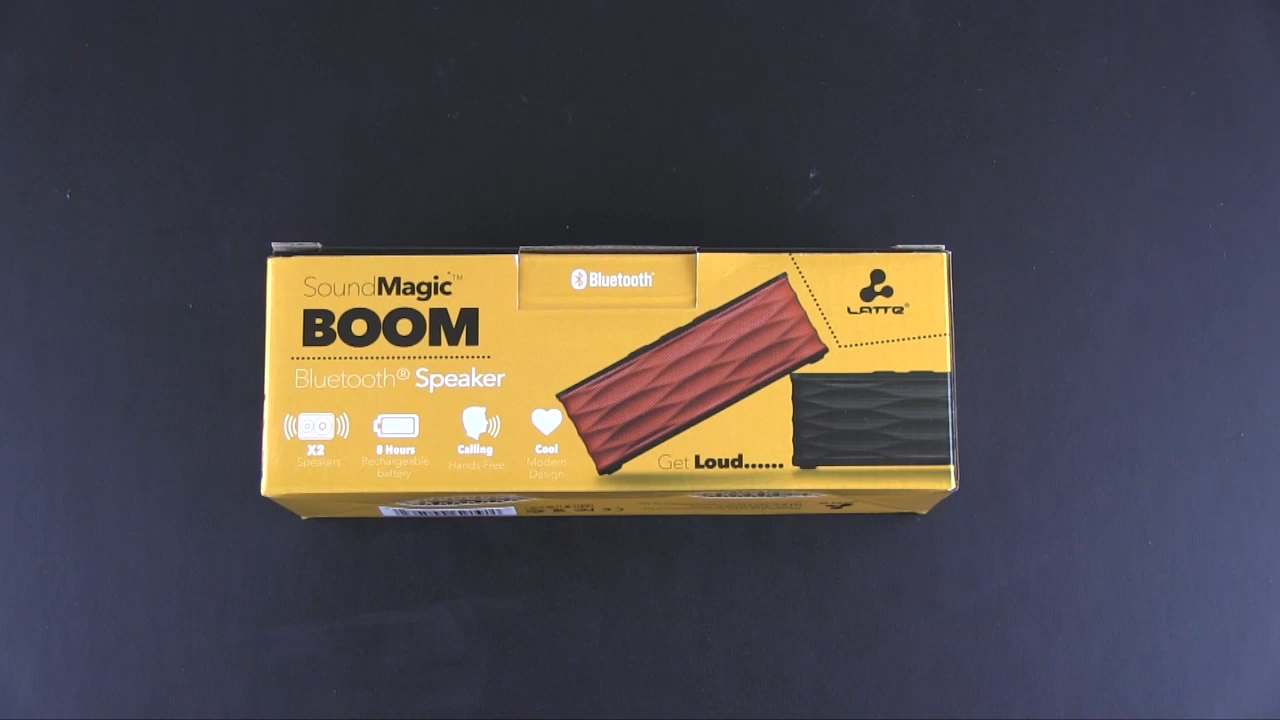 SoundMagic™
BOOM
Bluetooth® Speaker
X2
Speakers
8 Hours
Rechargeable
battery
Calling
Hands-Free
Cool
Modern
Design
Bluetooth®
Get Loud......
LATTE®